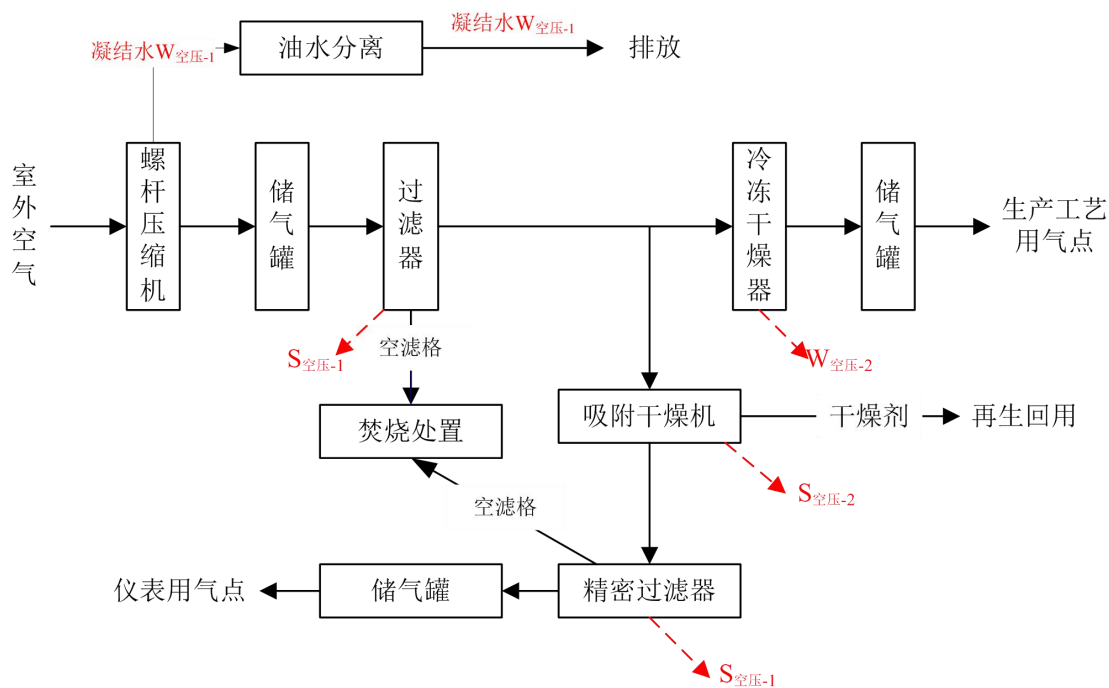 凝结水W空压-1
油水分离
凝结水W空压-1
排放
室外空气
螺杆压缩机
储气罐
过滤器
冷冻干燥器
储气罐
生产工艺
用气点
S空压-1
空滤格
W空压-2
焚烧处置
吸附干燥机
干燥剂
再生回用
空滤格
S空压-2
仪表用气点
储气罐
精密过滤器
S空压-1